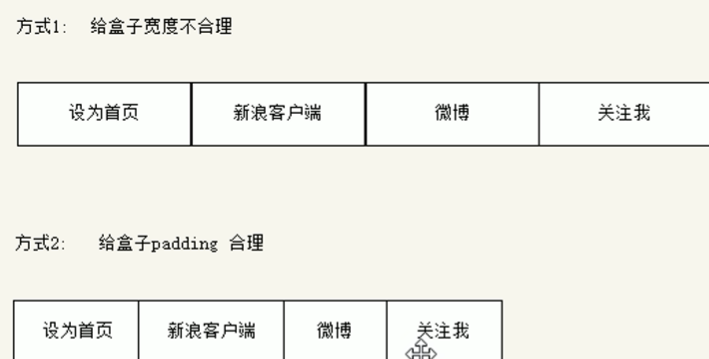 方式1: 给盒子宽度不合理
设为首页 新浪客户端 微博 关注我
方式2: 给盒子padding 合理
设为首页 新浪客户端 微博 关注我